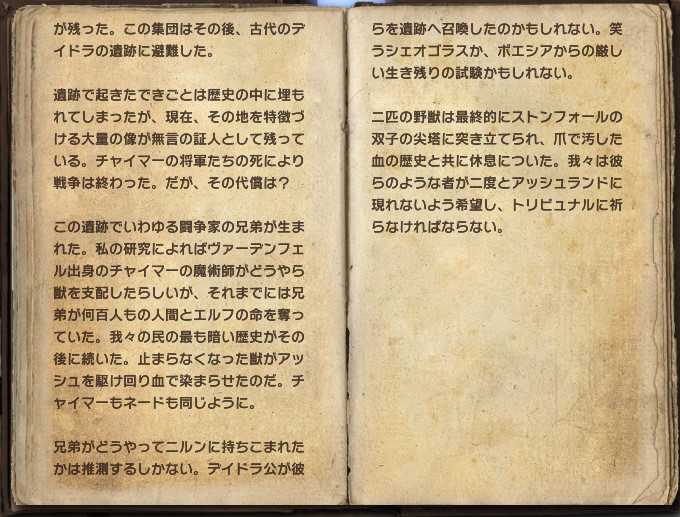 が残った。この集団はその後、古代のデ
イドラの遺跡に避難した。
遺跡で起きたできごとは歴史の中に埋も
れてしまったが、現在、その地を特徴づ
ける大量の像が無言の証人として残って
いる。チャイマーの将軍たちの死により
戦争は終わった。だが、その代償は？
この遺跡でいわゆる闘争家の兄弟が生ま
れた。私の研究によればヴァーデンフェ
ル出身のチャイマーの魔術師がどうやら
獣を支配したらしいが、それまでには兄
弟が何百人もの人間とエルフの命を奪っ
ていた。我々の民の最も暗い歴史がその
後に続いた。止まらなくなった獣がアッ
シュを駆け回り血で染まらせたのだ。チ
ャイマーもネードも同じように。
兄弟がどうやってニルンに持ちこまれた
かは推測するしかない。デイドラ公が彼
らを遺跡へ召喚したのかもしれない。笑
うシェオゴラスか、ボエシアからの厳し
い生き残りの試験かもしれない。
二匹の野獣は最終的にストンフォールの
双子の尖塔に突き立てられ、爪で汚した
血の歴史と共に休息についた。我々は彼
らのような者が二度とアッシュランドに
現れないよう希望し、トリビュナルに祈
らなければならない。